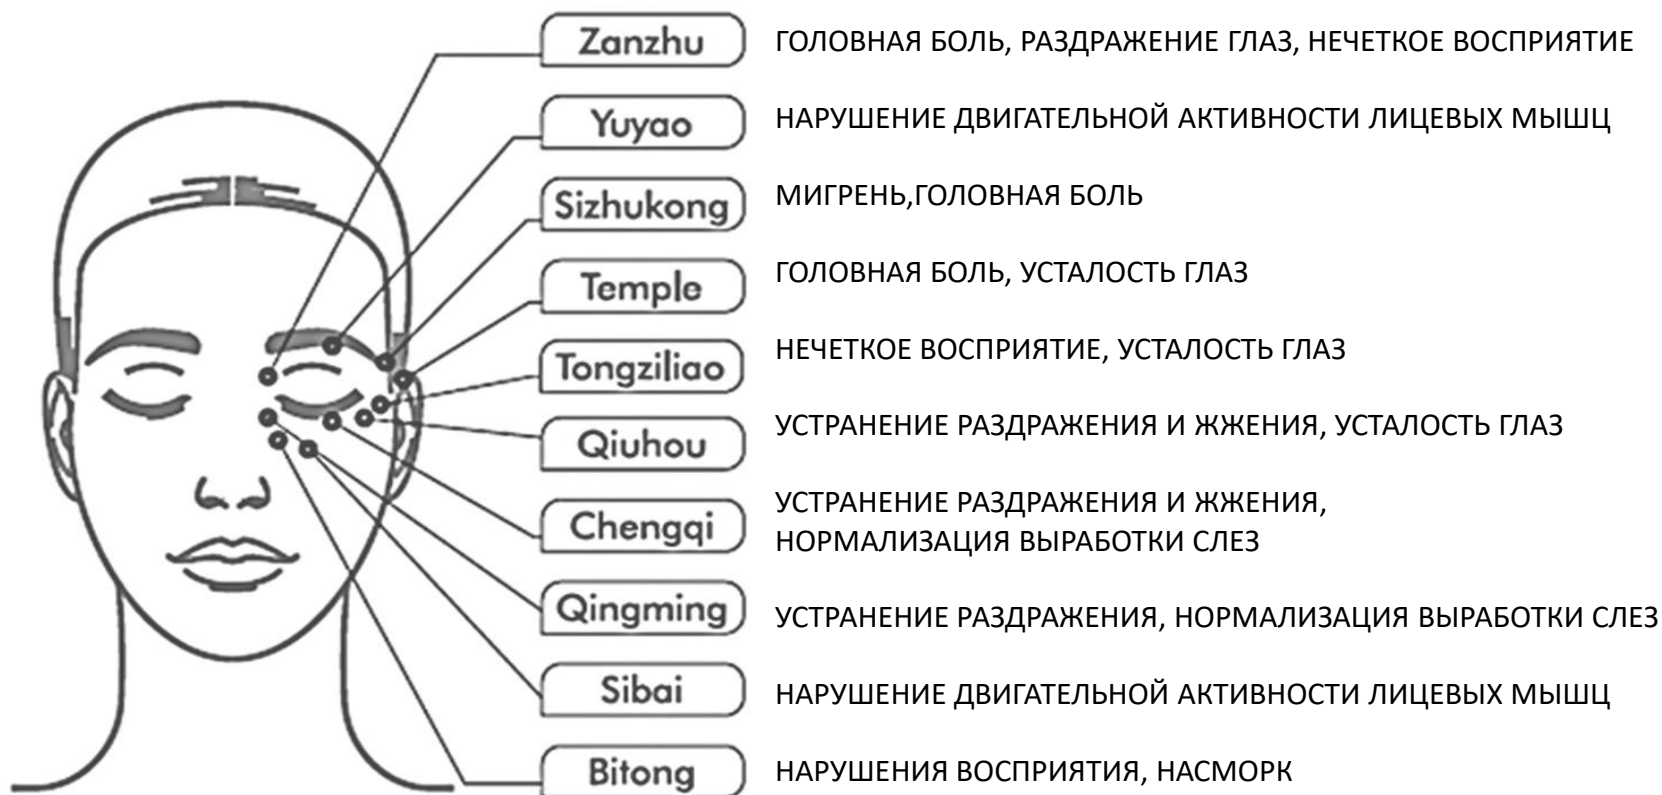 Zanzhu ГОЛОВНАЯ БОЛЬ, РАЗДРАЖЕНИЕ ГЛАЗ, НЕЧЕТКОЕ ВОСПРИЯТИЕ
Yuyao НАРУШЕНИЕ ДВИГАТЕЛЬНОЙ АКТИВНОСТИ ЛИЦЕВЫХ МЫШЦ
Sizhukong МИГРЕНЬ,ГОЛОВНАЯ БОЛЬ
Temple ГОЛОВНАЯ БОЛЬ, УСТАЛОСТЬ ГЛАЗ
Tongziliao НЕЧЕТКОЕ ВОСПРИЯТИЕ, УСТАЛОСТЬ ГЛАЗ
Qiuhou УСТРАНЕНИЕ РАЗДРАЖЕНИЯ И ЖЖЕНИЯ, УСТАЛОСТЬ ГЛАЗ
Chengqi УСТРАНЕНИЕ РАЗДРАЖЕНИЯ И ЖЖЕНИЯ,
НОРМАЛИЗАЦИЯ ВЫРАБОТКИ СЛЕЗ
Qingming УСТРАНЕНИЕ РАЗДРАЖЕНИЯ, НОРМАЛИЗАЦИЯ ВЫРАБОТКИ СЛЕЗ
Sibai НАРУШЕНИЕ ДВИГАТЕЛЬНОЙ АКТИВНОСТИ ЛИЦЕВЫХ МЫШЦ
Bitong НАРУШЕНИЯ ВОСПРИЯТИЯ, НАСМОРК